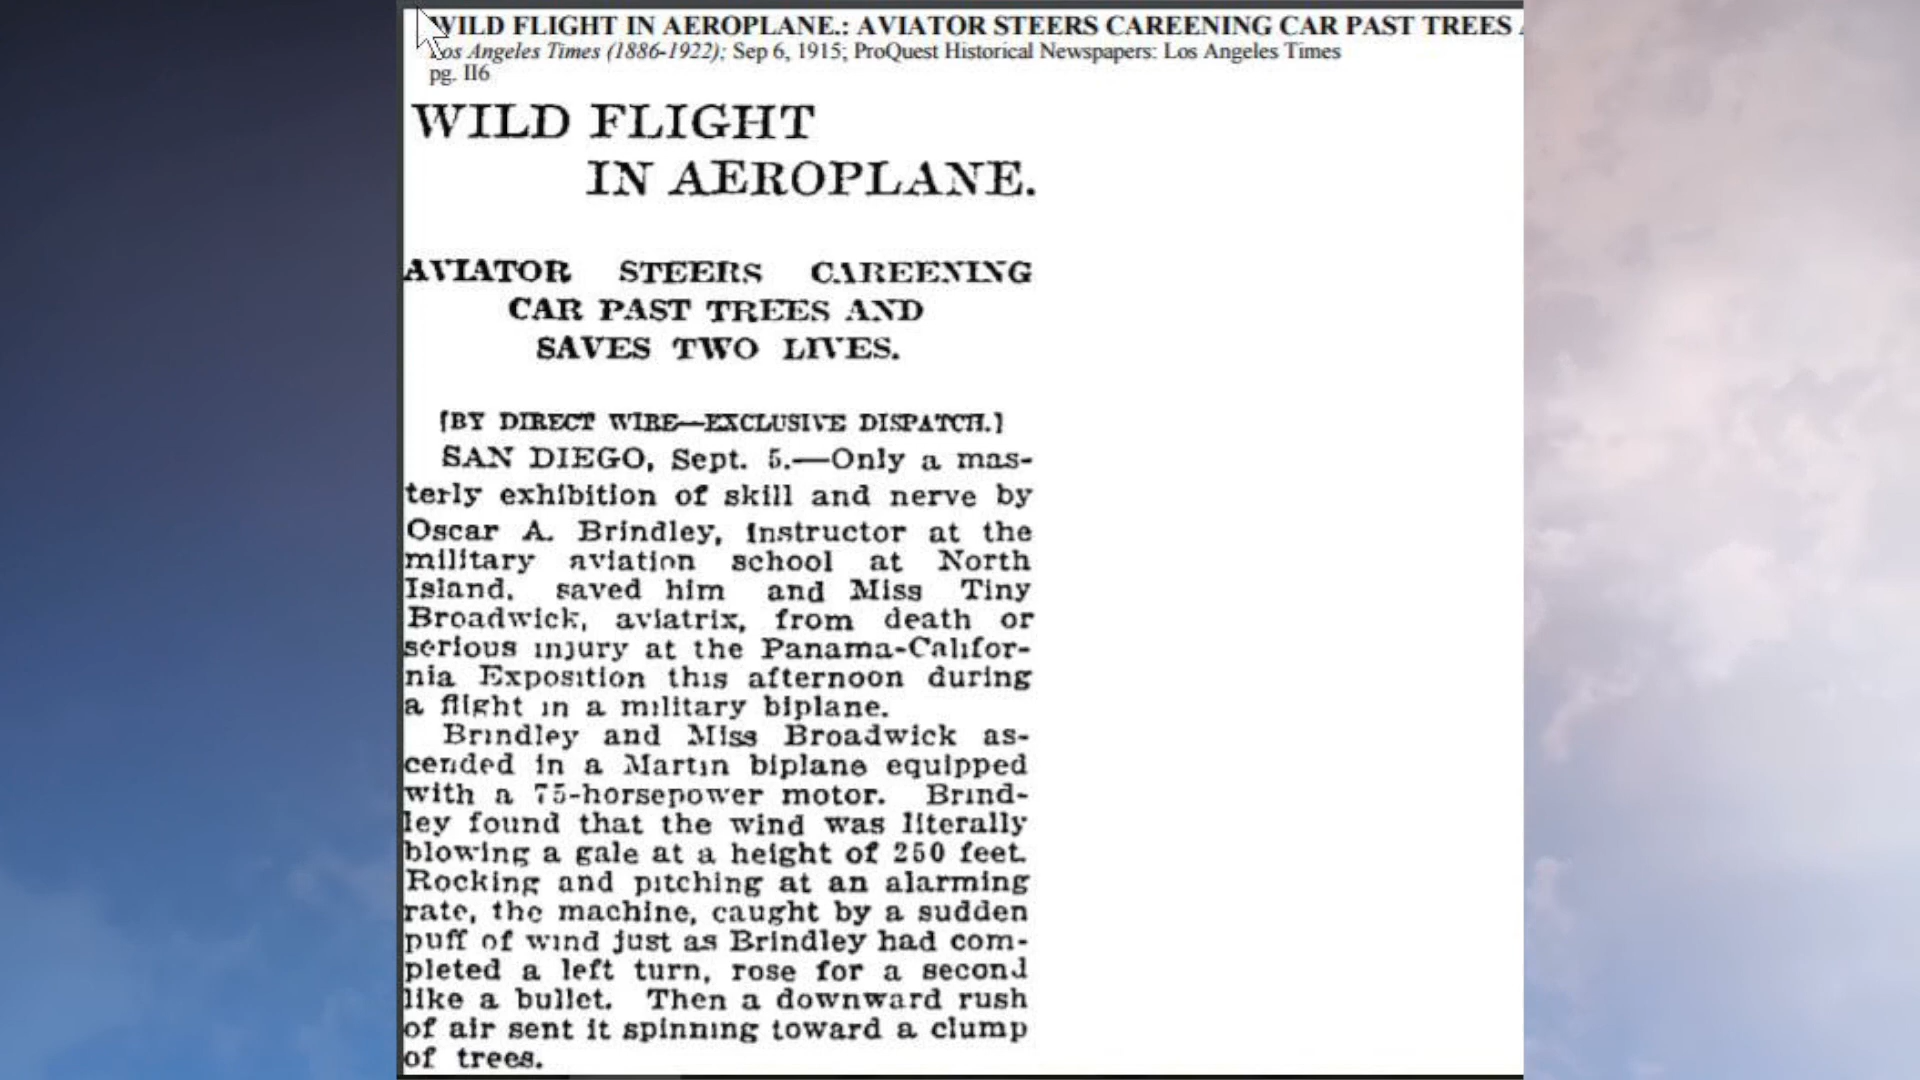 WILD FLIGHT IN AEROPLANE.: AVIATOR STEERS CAREENING CAR PAST TREES
Los Angeles Times (1886-1922); Sep 6, 1915; ProQuest Historical Newspapers: Los Angeles Times
pg. II6
WILD FLIGHT
IN AEROPLANE.
AVIATOR STEERS CAREENING
CAR PAST TREES AND
SAVES TWO LIVES.
[BY DIRECT WIRE—EXCLUSIVE DISPATCH.]
SAN DIEGO, Sept. 5.—Only a mas-
terly exhibition of skill and nerve by
Oscar A. Brindley, instructor at the
military aviation school at North
Island, saved him and Miss Tiny
Broadwick, aviatrix, from death or
serious injury at the Panama-Califor-
nia Exposition this afternoon during
a flight in a military biplane.
Brindley and Miss Broadwick as-
cended in a Martin biplane equipped
with a 75-horsepower motor. Brind-
ley found that the wind was literally
blowing a gale at a height of 250 feet.
Rocking and pitching at an alarming
rate, the machine, caught by a sudden
puff of wind just as Brindley had com-
pleted a left turn, rose for a second
like a bullet. Then a downward rush
of air sent it spinning toward a clump
of trees.